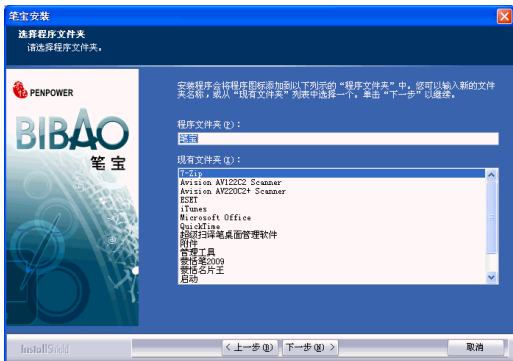 笔宝安装
选择程序文件夹
请选择程序文件夹。
PENPOWER
BIBAO
笔宝
安装程序会将程序图标添加到以下列示的“程序文件夹”中。您可以输入新的文件
夹名称，或从“现有文件夹”列表中选择一个。单击“下一步”以继续。
程序文件夹(P)：
笔宝
现有文件夹(X)：
7-Zip
Avision AV122C2 Scanner
Avision AV220C2+ Scanner
ESET
iTunes
Microsoft Office
QuickTime
超级扫译笔桌面管理软件
附件
管理工具
蒙恬笔2009
蒙恬名片王
启动
InstallShield
< 上一步(B)
下一步(N) >
取消